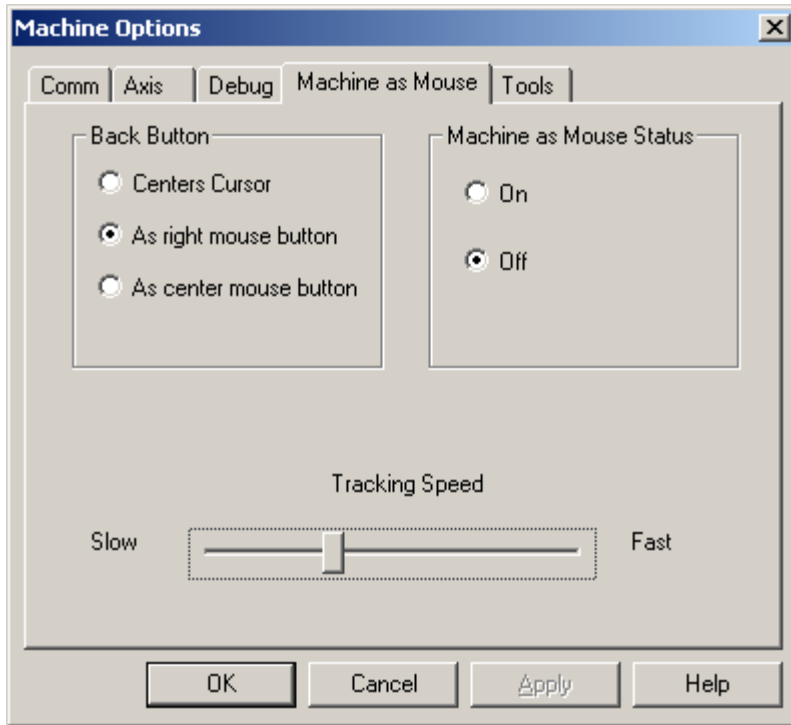 Machine Options
Comm Axis Debug Machine as Mouse Tools
Back Button
Centers Cursor
As right mouse button
As center mouse button
Machine as Mouse Status
On
Off
Tracking Speed
Slow Fast
OK Cancel Apply Help